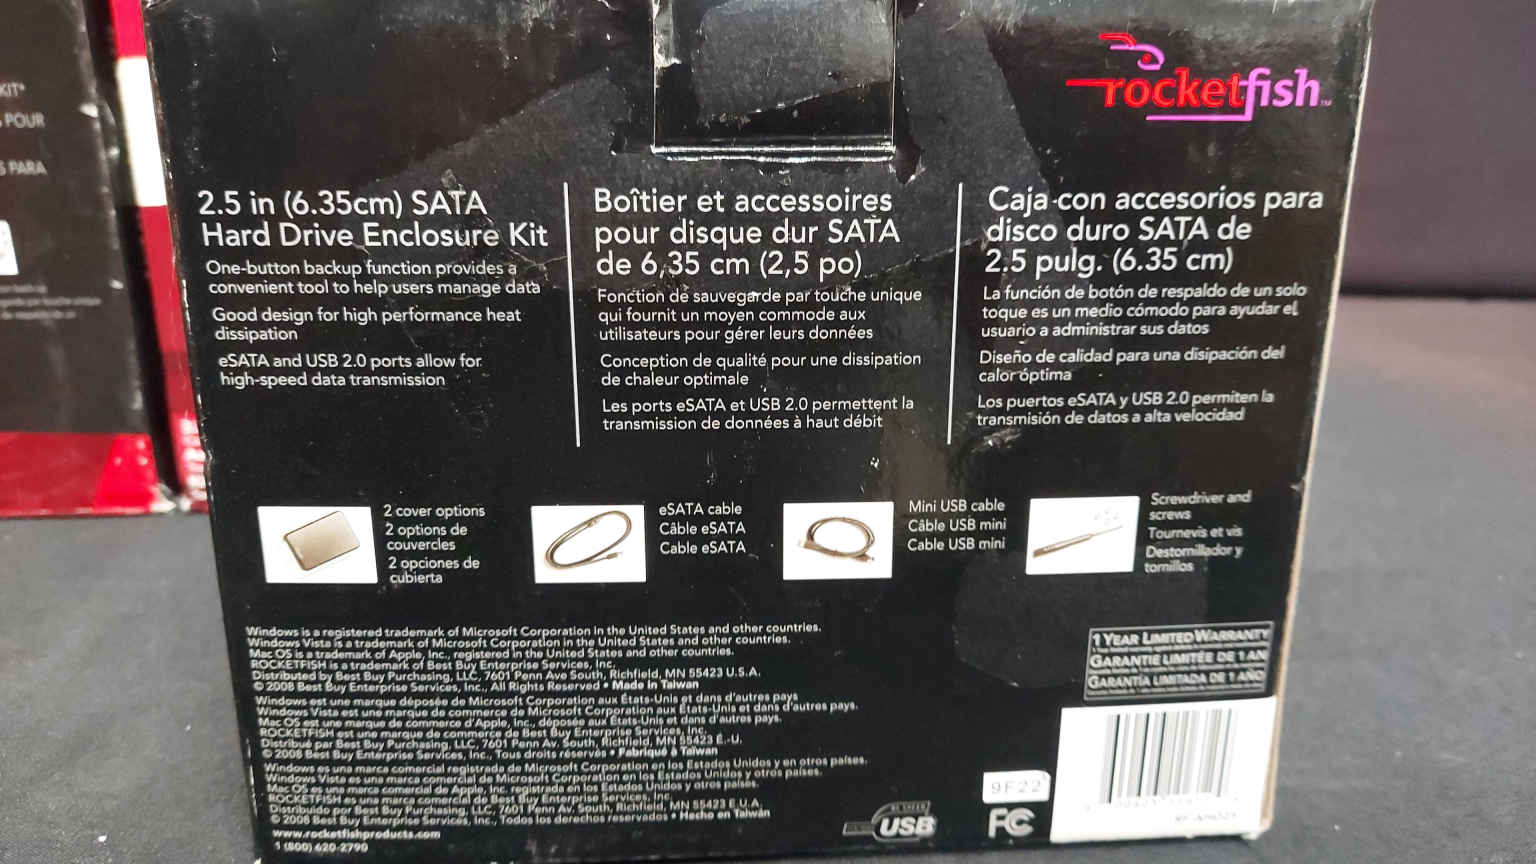 KIT*
POUR
PARA
rocketfish™
2.5 in (6.35cm) SATA
Hard Drive Enclosure Kit
One-button backup function provides a
convenient tool to help users manage data
Good design for high performance heat
dissipation
eSATA and USB 2.0 ports allow for
high-speed data transmission
Boîtier et accessoires
pour disque dur SATA
de 6,35 cm (2,5 po)
Fonction de sauvegarde par touche unique
qui fournit un moyen commode aux
utilisateurs pour gérer leurs données
Conception de qualité pour une dissipation
de chaleur optimale
Les ports eSATA et USB 2.0 permettent la
transmission de données à haut débit
Caja con accesorios para
disco duro SATA de
2.5 pulg. (6.35 cm)
La función de botón de respaldo de un solo
toque es un medio cómodo para ayudar el
usuario a administrar sus datos
Diseño de calidad para una disipación del
calor óptima
Los puertos eSATA y USB 2.0 permiten la
transmisión de datos a alta velocidad
2 cover options
2 options de
couvercles
2 opciones de
cubierta
eSATA cable
Câble eSATA
Cable eSATA
Mini USB cable
Câble USB mini
Cable USB mini
Screwdriver and
screws
Tournevis et vis
Destornillador y
tornillos
Windows is a registered trademark of Microsoft Corporation in the United States and other countries.
Windows Vista is a trademark of Microsoft Corporation in the United States and other countries.
Mac OS is a trademark of Apple, Inc., registered in the United States and other countries.
ROCKETFISH is a trademark of Best Buy Enterprise Services, Inc.
Distributed by Best Buy Purchasing, LLC, 7601 Penn Ave South, Richfield, MN 55423 U.S.A.
© 2008 Best Buy Enterprise Services, Inc., All Rights Reserved • Made in Taiwan
Windows est une marque déposée de Microsoft Corporation aux États-Unis et dans d'autres pays
Windows Vista est une marque de commerce de Microsoft Corporation aux États-Unis et dans d'autres pays.
Mac OS est une marque de commerce d'Apple, Inc., déposée aux États-Unis et dans d'autres pays.
ROCKETFISH est une marque de commerce de Best Buy Enterprise Services, Inc.
Distribué par Best Buy Purchasing, LLC, 7601 Penn Av. South, Richfield, MN 55423 É.-U.
© 2008 Best Buy Enterprise Services, Inc., Tous droits réservés • Fabriqué à Taïwan
Windows es una marca comercial registrada de Microsoft Corporation en los Estados Unidos y en otros países.
Windows Vista es una marca comercial de Microsoft Corporation en los Estados Unidos y otros países.
Mac OS es una marca comercial de Apple, Inc. registrada en los Estados Unidos y otros países.
ROCKETFISH es una marca comercial de Best Buy Enterprise Services, Inc.
Distribuido por Best Buy Purchasing, LLC, 7601 Penn Av. South, Richfield, MN 55423 E.U.A.
© 2008 Best Buy Enterprise Services, Inc., Todos los derechos reservados • Hecho en Taiwán
www.rocketfishproducts.com
1 (800) 620-2790
HI-SPEED
USB
FC
9F22
1 YEAR LIMITED WARRANTY
GARANTIE LIMITÉE DE 1 AN
GARANTÍA LIMITADA DE 1 AÑO